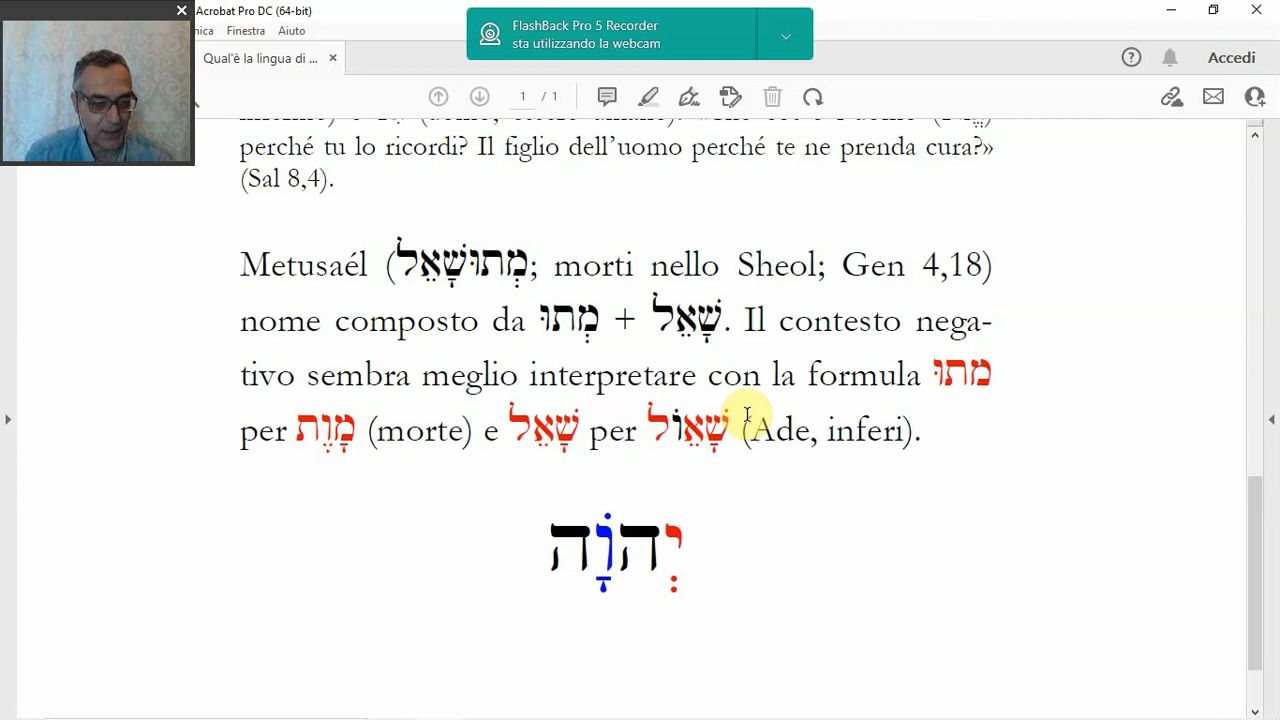 Acrobat Pro DC (64-bit)
Finestra Aiuto
FlashBack Pro 5 Recorder
sta utilizzando la webcam
Qual'è la lingua di ...
1 / 1
Accedi
perché tu lo ricordi? Il figlio dell'uomo perché te ne prenda cura?»
(Sal 8,4).
Metusaél (מְתוּשָׁאֵל; morti nello Sheol; Gen 4,18)
nome composto da מְתוּ + שָׁאֵל. Il contesto nega-
tivo sembra meglio interpretare con la formula מתוּ
per מָוֶת (morte) e שָׁאֵל per שָׁאֵוֹל (Ade, inferi).
יְהוָֹה